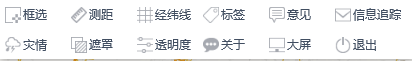 框选 测距 经纬线 标签 意见 信息追踪
灾情 遮罩 透明度 关于 大屏 退出